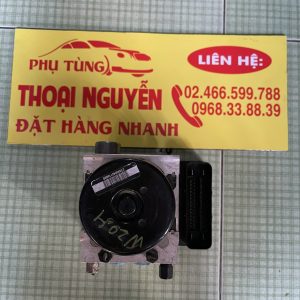 PHỤ TÙNG
LIÊN HỆ:
THOẠI NGUYỄN
02.466.599.788
0968.33.88.39
ĐẶT HÀNG NHANH
W204